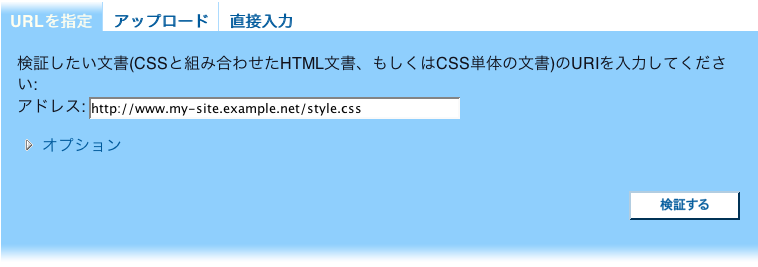 URLを指定 アップロード 直接入力
検証したい文書(CSSと組み合わせたHTML文書、もしくはCSS単体の文書)のURIを入力してくださ
い:
アドレス: http://www.my-site.example.net/style.css
オプション
検証する